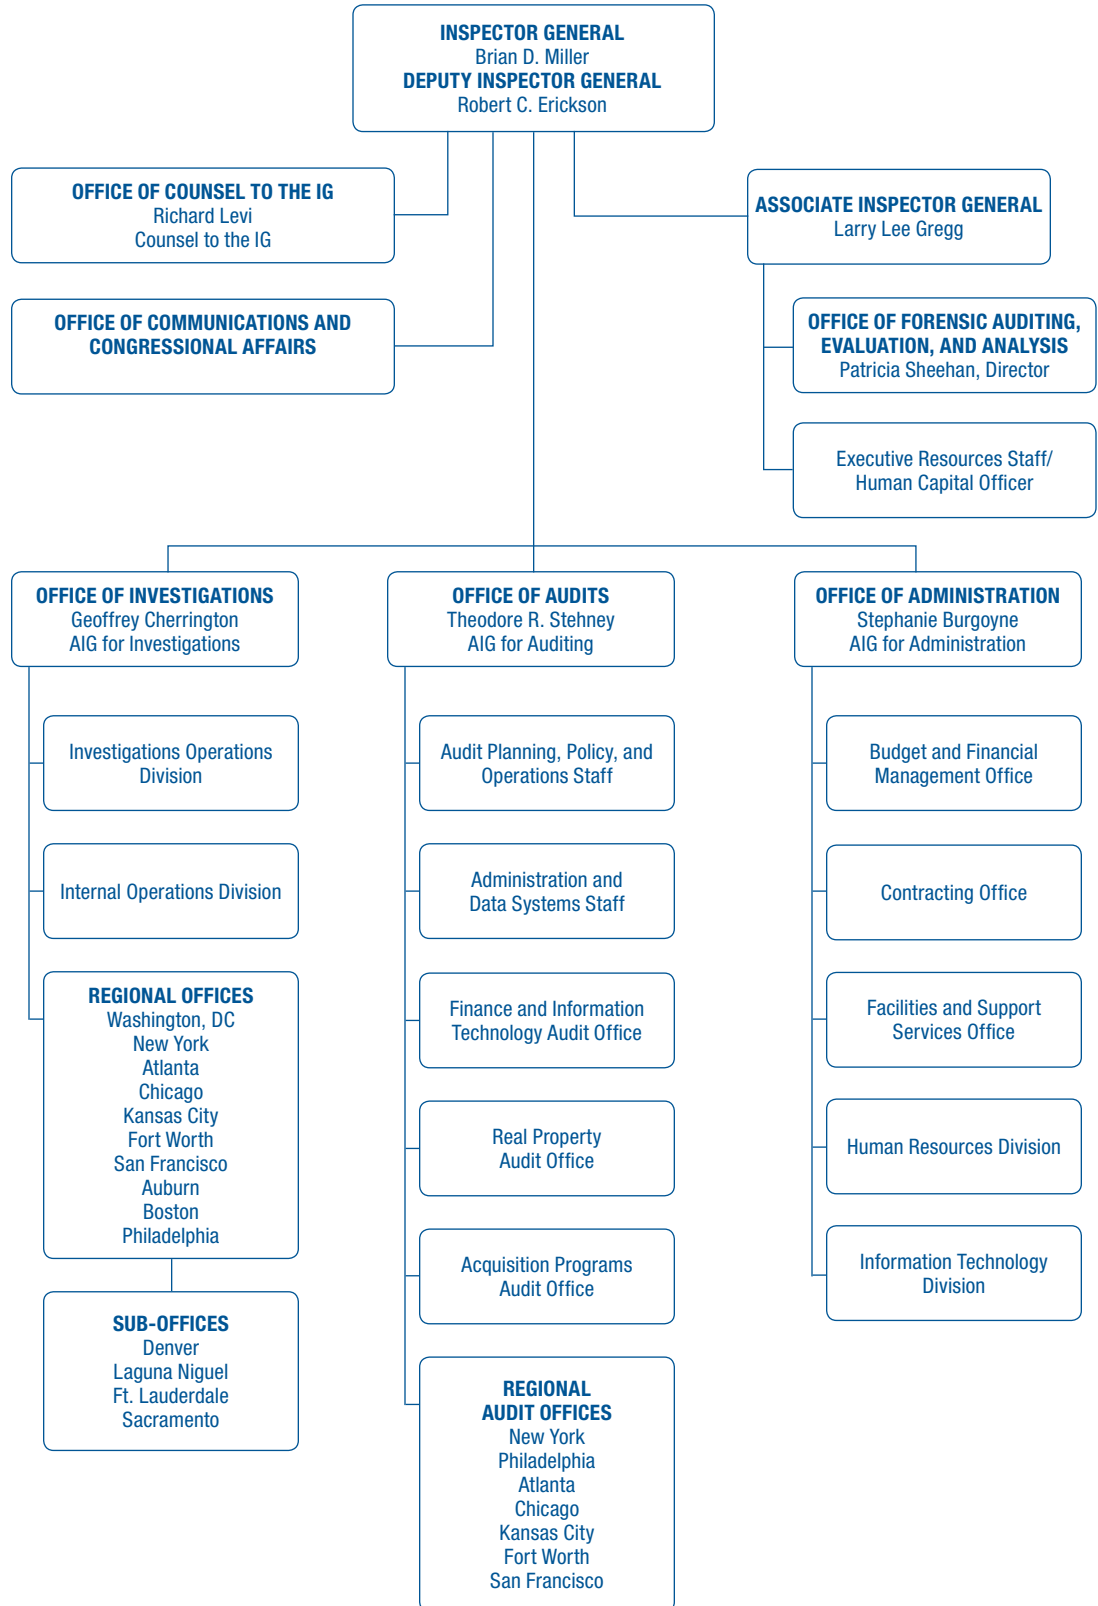 INSPECTOR GENERAL
Brian D. Miller
DEPUTY INSPECTOR GENERAL
Robert C. Erickson
OFFICE OF COUNSEL TO THE IG
Richard Levi
Counsel to the IG
ASSOCIATE INSPECTOR GENERAL
Larry Lee Gregg
OFFICE OF COMMUNICATIONS AND
CONGRESSIONAL AFFAIRS
OFFICE OF FORENSIC AUDITING,
EVALUATION, AND ANALYSIS
Patricia Sheehan, Director
Executive Resources Staff/
Human Capital Officer
OFFICE OF INVESTIGATIONS
Geoffrey Cherrington
AIG for Investigations
Investigations Operations
Division
Internal Operations Division
REGIONAL OFFICES
Washington, DC
New York
Atlanta
Chicago
Kansas City
Fort Worth
San Francisco
Auburn
Boston
Philadelphia
SUB-OFFICES
Denver
Laguna Niguel
Ft. Lauderdale
Sacramento
OFFICE OF AUDITS
Theodore R. Stehney
AIG for Auditing
Audit Planning, Policy, and
Operations Staff
Administration and
Data Systems Staff
Finance and Information
Technology Audit Office
Real Property
Audit Office
Acquisition Programs
Audit Office
REGIONAL
AUDIT OFFICES
New York
Philadelphia
Atlanta
Chicago
Kansas City
Fort Worth
San Francisco
OFFICE OF ADMINISTRATION
Stephanie Burgoyne
AIG for Administration
Budget and Financial
Management Office
Contracting Office
Facilities and Support
Services Office
Human Resources Division
Information Technology
Division